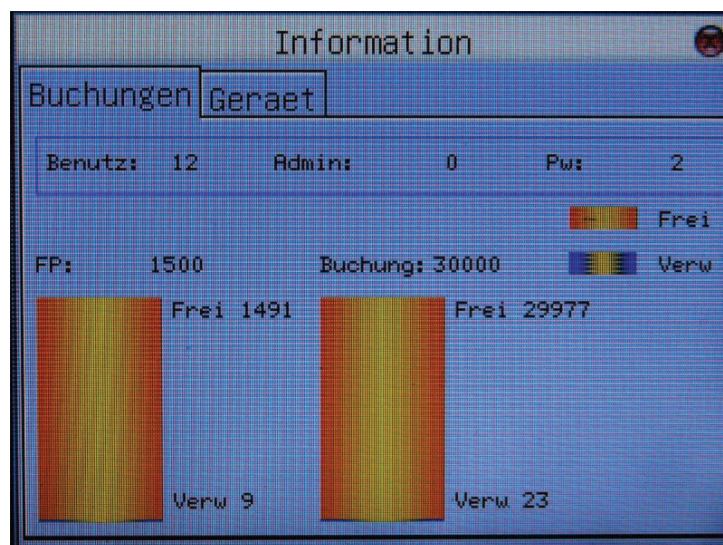 Information
Buchungen Geraet
Benutz: 12 Admin: 0 Pw: 2
Frei
FP: 1500 Buchung: 30000 Verw
Frei 1491 Frei 29977
Verw 9 Verw 23